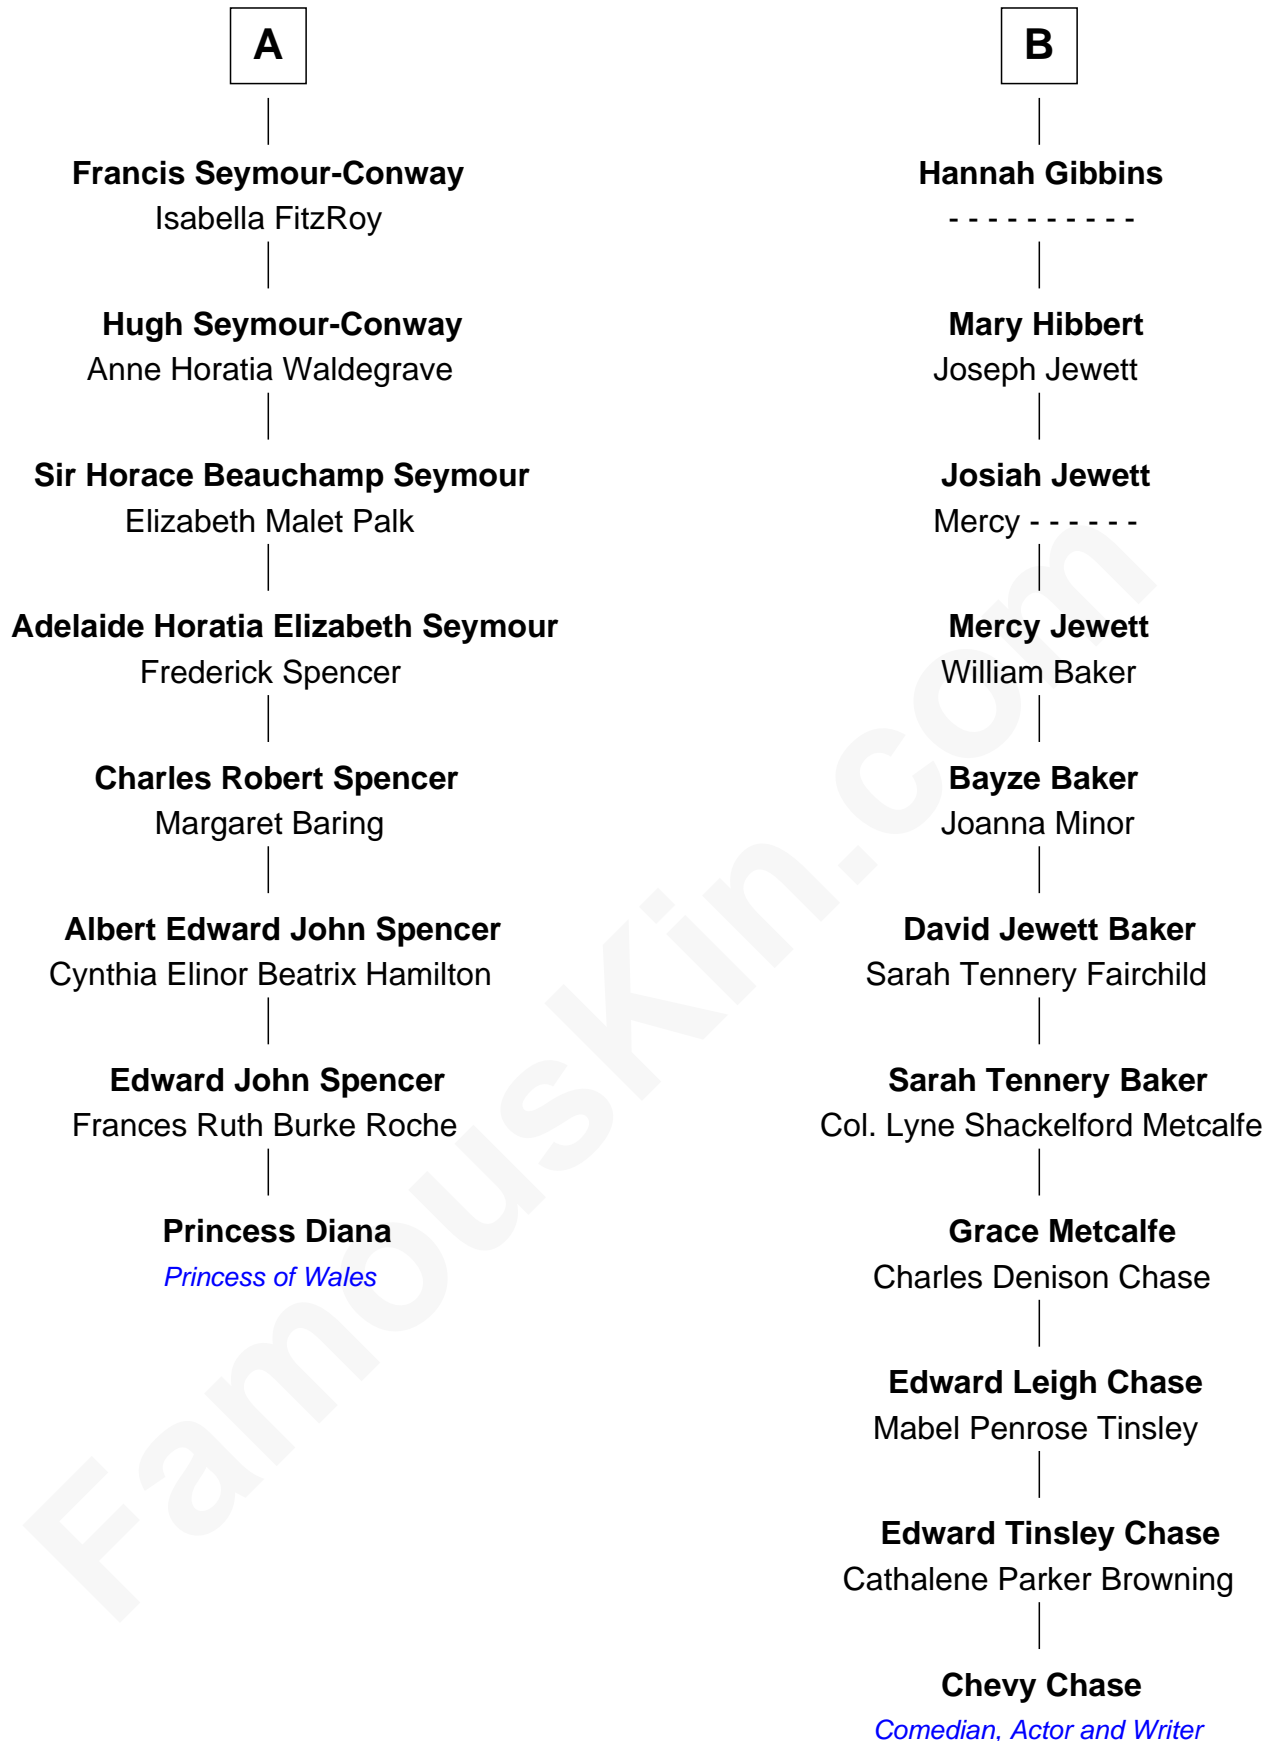 A
Francis Seymour-Conway
Isabella FitzRoy
Hugh Seymour-Conway
Anne Horatia Waldegrave
Sir Horace Beauchamp Seymour
Elizabeth Malet Palk
Adelaide Horatia Elizabeth Seymour
Frederick Spencer
Charles Robert Spencer
Margaret Baring
Albert Edward John Spencer
Cynthia Elinor Beatrix Hamilton
Edward John Spencer
Frances Ruth Burke Roche
Princess Diana
Princess of Wales
B
Hannah Gibbins
- - - - - - - - - -
Mary Hibbert
Joseph Jewett
Josiah Jewett
Mercy - - - - - -
Mercy Jewett
William Baker
Bayze Baker
Joanna Minor
David Jewett Baker
Sarah Tennery Fairchild
Sarah Tennery Baker
Col. Lyne Shackelford Metcalfe
Grace Metcalfe
Charles Denison Chase
Edward Leigh Chase
Mabel Penrose Tinsley
Edward Tinsley Chase
Cathalene Parker Browning
Chevy Chase
Comedian, Actor and Writer
FamousKin.com